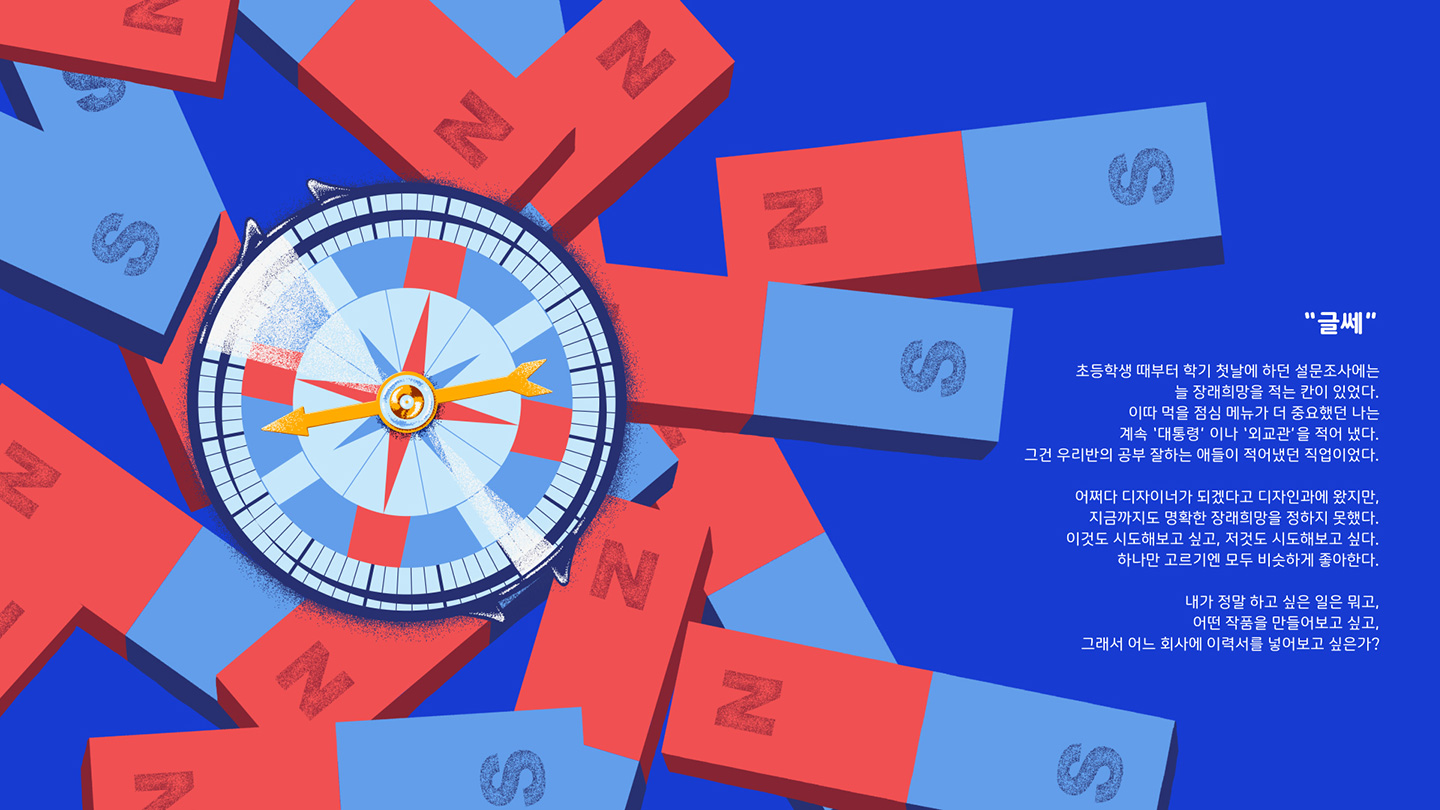 N
N
N
N
S
S
S
S
N
N
N
N
N
S
S
"글쎄"
초등학생 때부터 학기 첫날에 하던 설문조사에는
늘 장래희망을 적는 칸이 있었다.
이따 먹을 점심 메뉴가 더 중요했던 나는
계속 '대통령' 이나 '외교관'을 적어 냈다.
그건 우리반의 공부 잘하는 애들이 적어냈던 직업이었다.
어쩌다 디자이너가 되겠다고 디자인과에 왔지만,
지금까지도 명확한 장래희망을 정하지 못했다.
이것도 시도해보고 싶고, 저것도 시도해보고 싶다.
하나만 고르기엔 모두 비슷하게 좋아한다.
내가 정말 하고 싶은 일은 뭐고,
어떤 작품을 만들어보고 싶고,
그래서 어느 회사에 이력서를 넣어보고 싶은가?